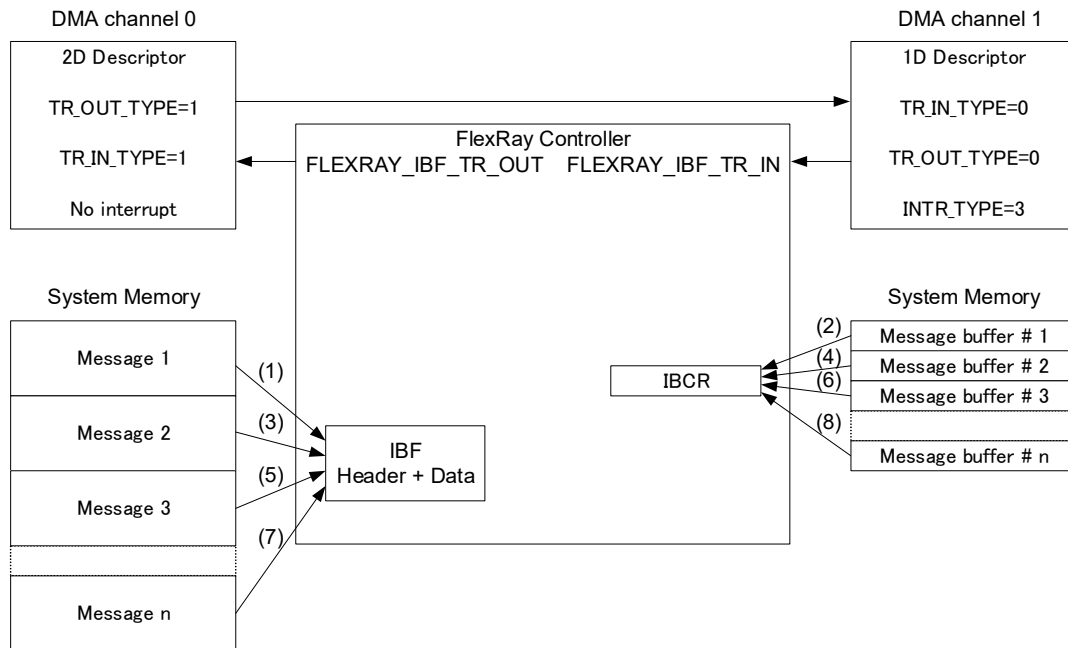 DMA channel 0
2D Descriptor
TR_OUT_TYPE=1
TR_IN_TYPE=1
No interrupt
DMA channel 1
1D Descriptor
TR_IN_TYPE=0
TR_OUT_TYPE=0
INTR_TYPE=3
FlexRay Controller
FLEXRAY_IBF_TR_OUT FLEXRAY_IBF_TR_IN
System Memory
Message 1
Message 2
Message 3
Message n
(1)
(3)
(5)
(7)
IBF
Header + Data
IBCR
(2)
(4)
(6)
(8)
System Memory
Message buffer # 1
Message buffer # 2
Message buffer # 3
Message buffer # n